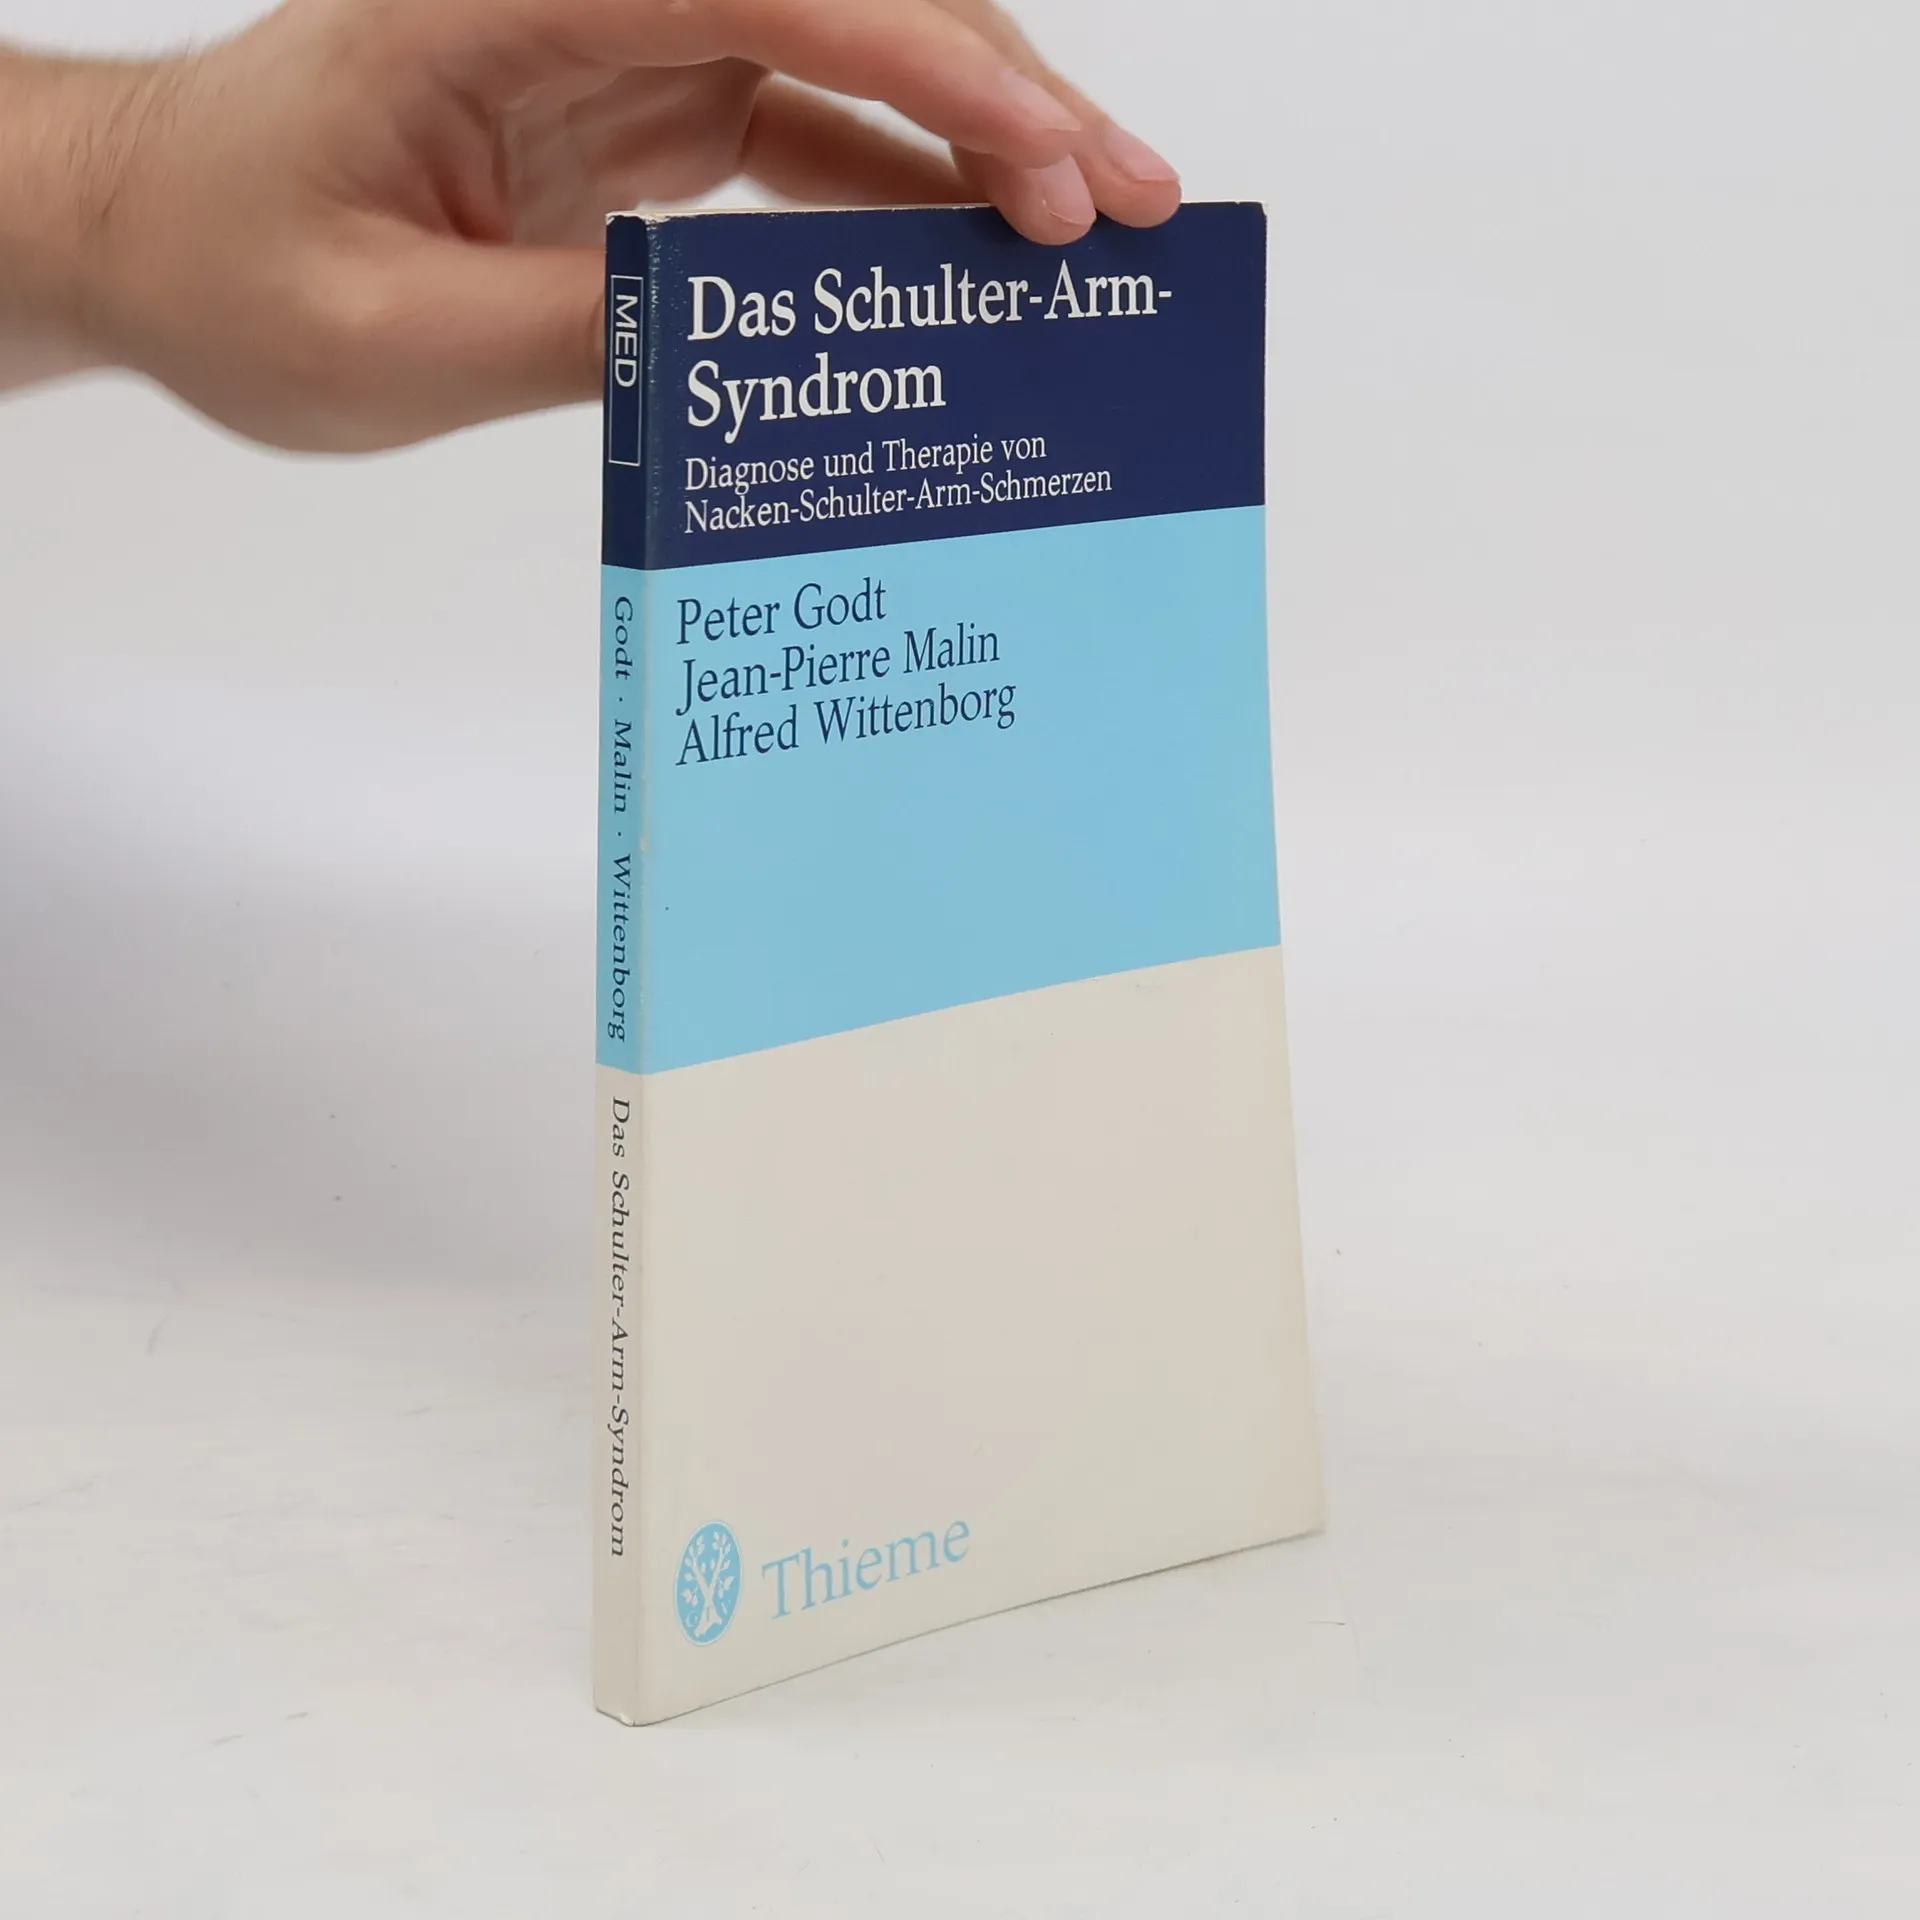 MED
Godt · Malin · Wittenborg
Das Schulter-Arm-Syndrom
Das Schulter-Arm-
Syndrom
Diagnose und Therapie von
Nacken-Schulter-Arm-Schmerzen
Peter Godt
Jean-Pierre Malin
Alfred Wittenborg
Thieme